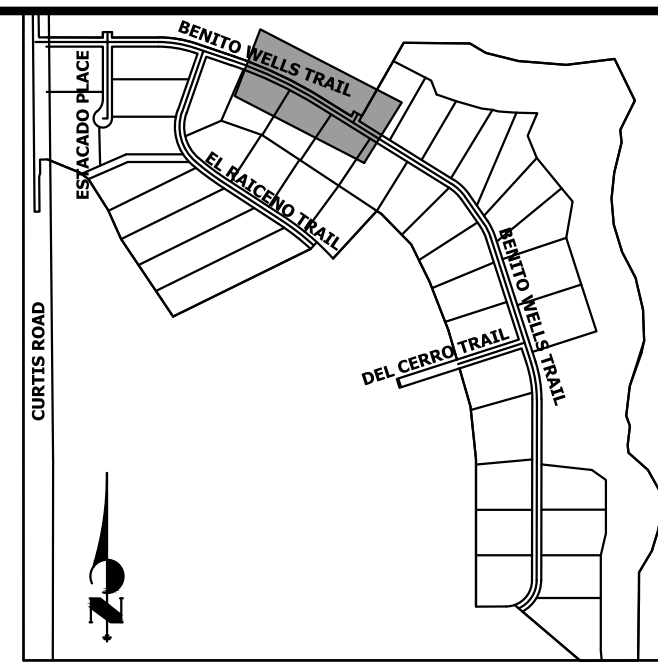 BENITO WELLS TRAIL
ESTACADO PLACE
EL RAICENO TRAIL
BENITO WELLS TRAIL
CURTIS ROAD
DEL CERRO TRAIL
N